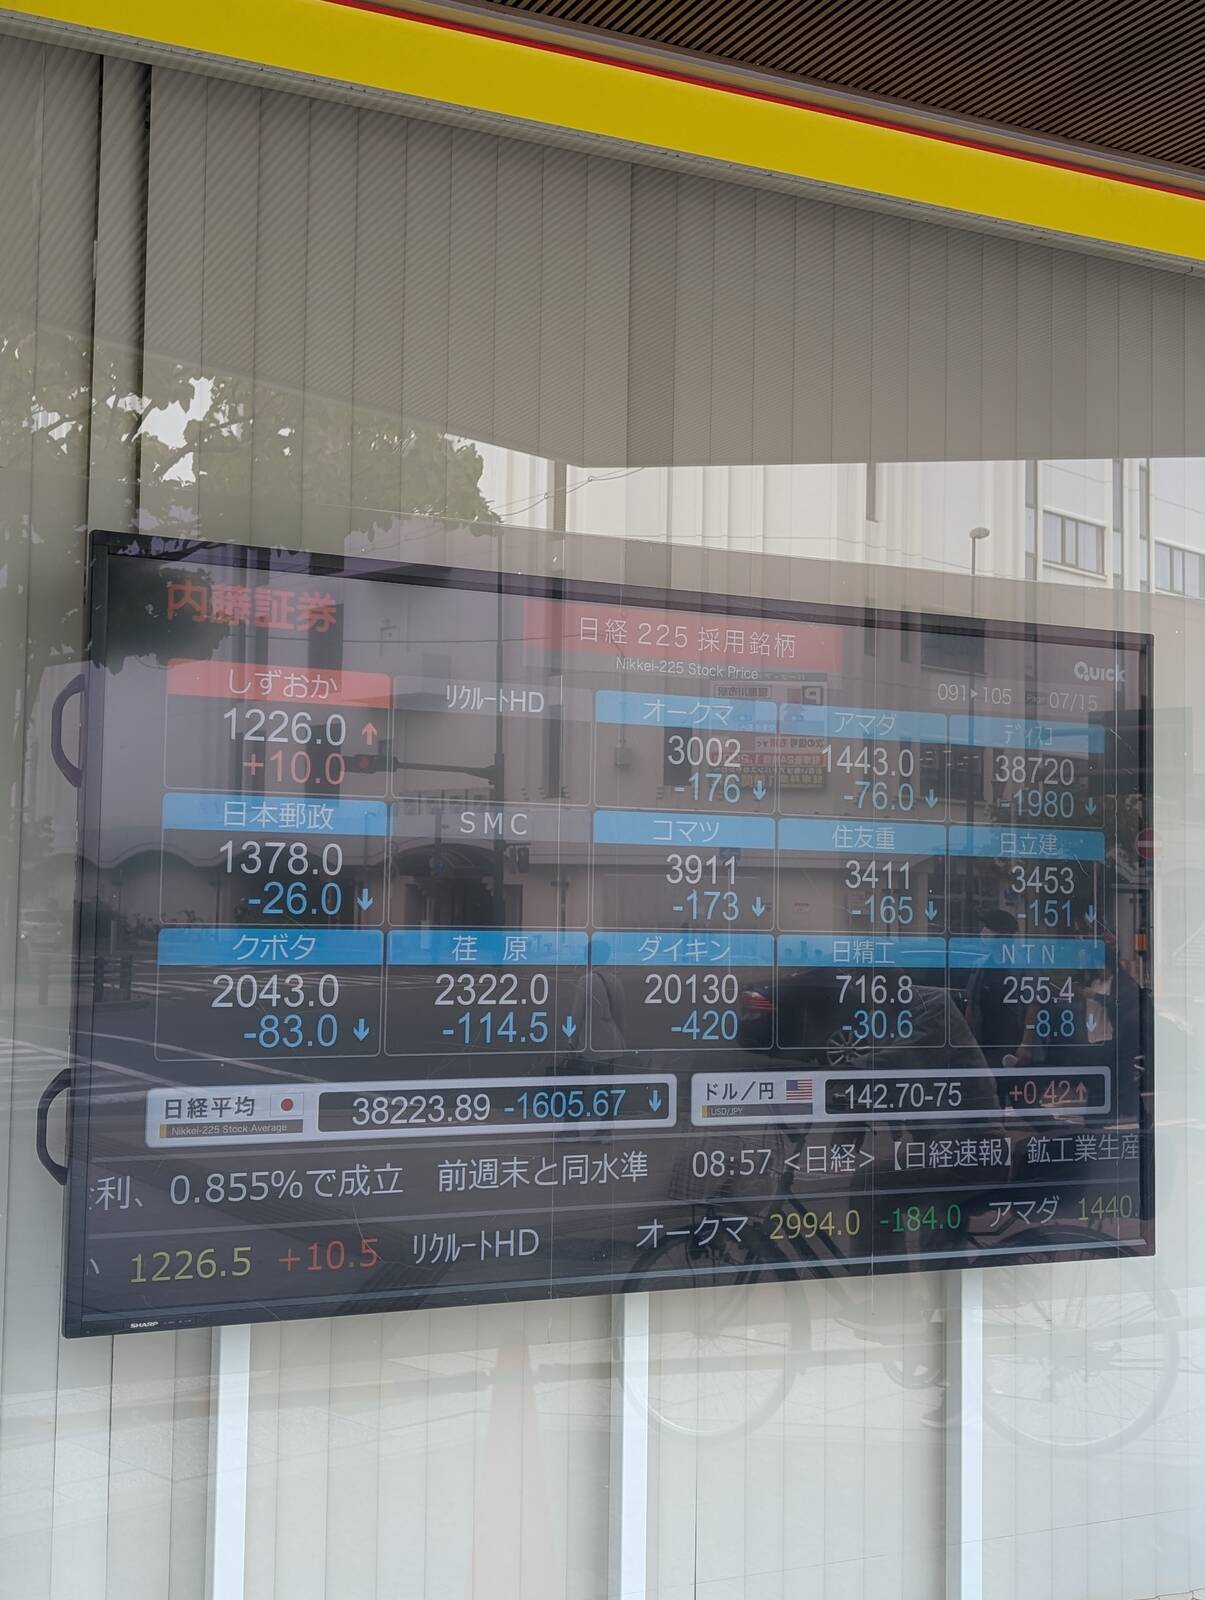 内藤証券
日経 225 採用銘柄
Nikkei-225 Stock Price
Quick
091▶105 Page 07/15
しずおか リクルートHD オークマ アマダ ディスコ
1226.0 ↑ 3002 1443.0 38720
+10.0 -176 ↓ -76.0 ↓ -1980 ↓
日本郵政 SMC コマツ 住友重 日立建
1378.0 3911 3411 3453
-26.0 ↓ -173 ↓ -165 ↓ -151 ↓
クボタ 荏原 ダイキン 日精工 NTN
2043.0 2322.0 20130 716.8 255.4
-83.0 ↓ -114.5 ↓ -420 -30.6 -8.8 ↓
日経平均 38223.89 -1605.67 ↓ ドル/円 142.70-75 +0.42↑
Nikkei-225 Stock Average USD/JPY
利、0.855%で成立 前週末と同水準 08:57 <日経>【日経速報】鉱工業生産
1226.5 +10.5 リクルートHD オークマ 2994.0 -184.0 アマダ 1440.
SHARP